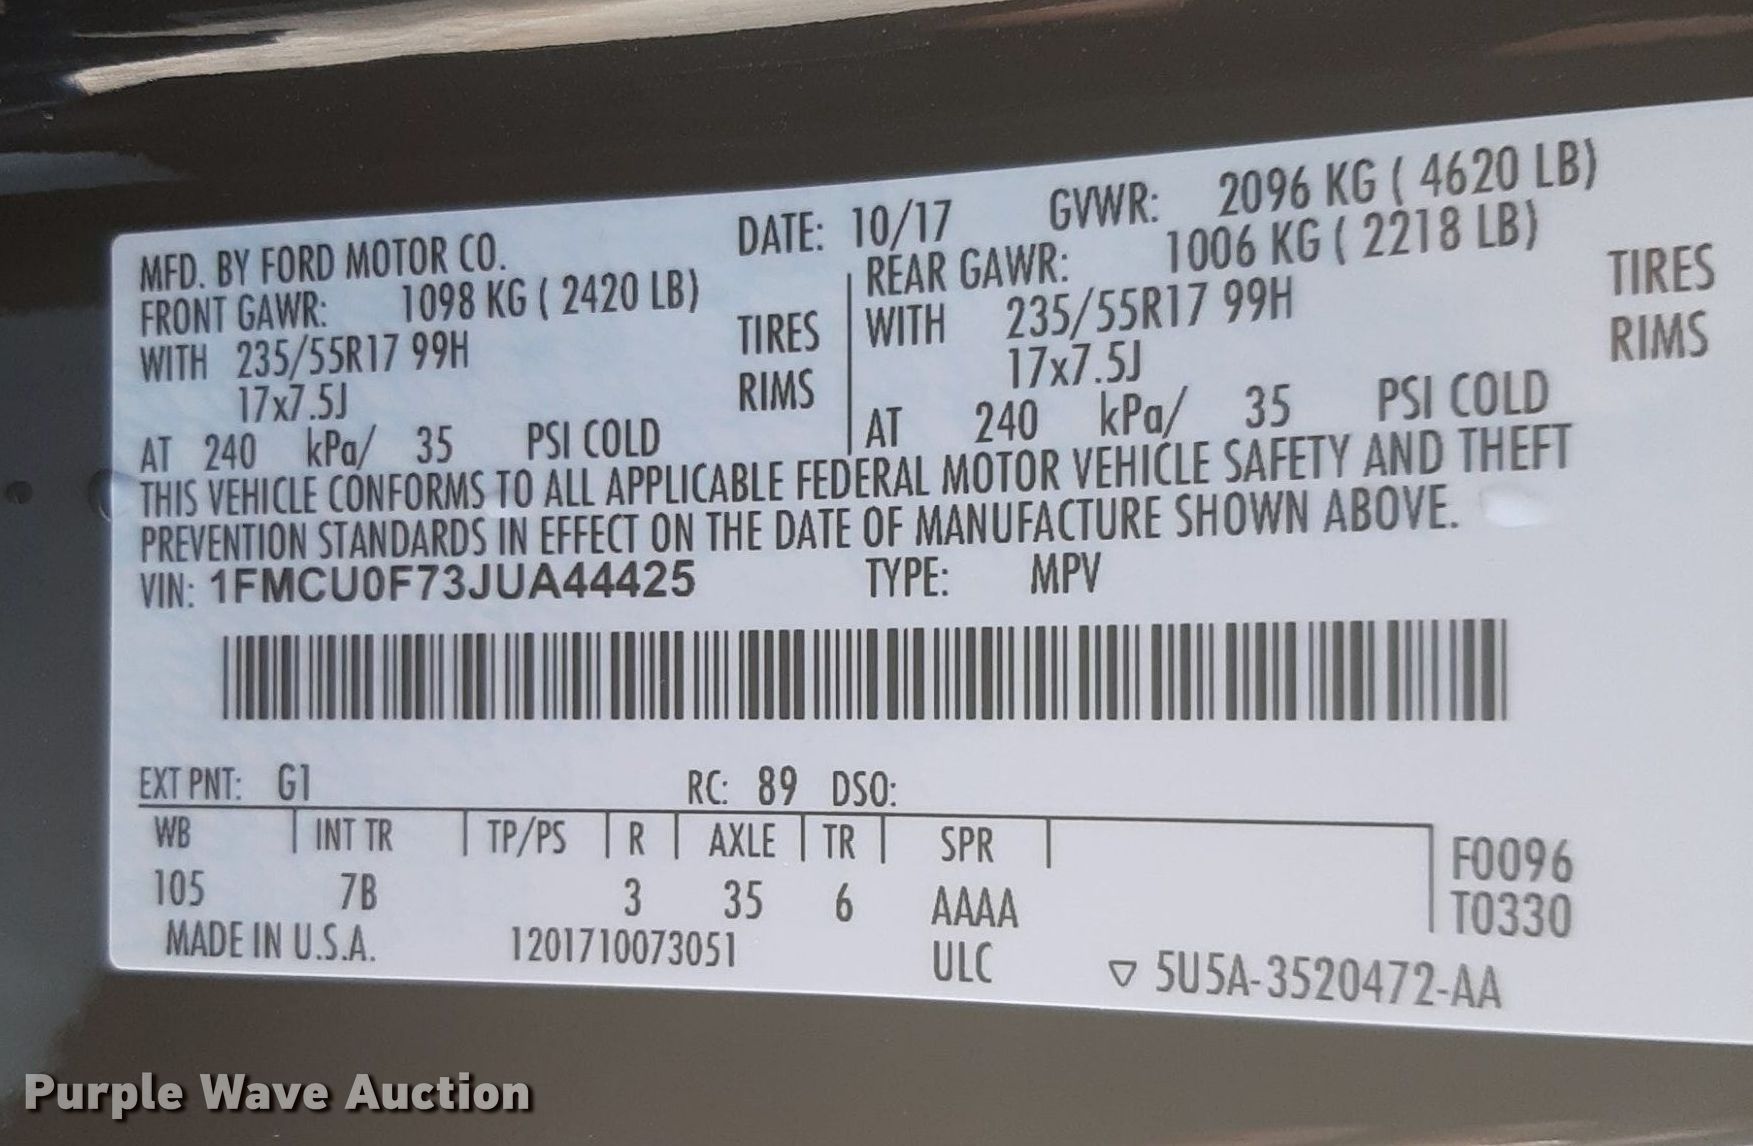 MFD. BY FORD MOTOR CO. DATE: 10/17 GVWR: 2096 KG ( 4620 LB)
FRONT GAWR: 1098 KG ( 2420 LB) REAR GAWR: 1006 KG ( 2218 LB)
WITH 235/55R17 99H TIRES WITH 235/55R17 99H TIRES
17x7.5J RIMS 17x7.5J RIMS
AT 240 kPa/ 35 PSI COLD AT 240 kPa/ 35 PSI COLD
THIS VEHICLE CONFORMS TO ALL APPLICABLE FEDERAL MOTOR VEHICLE SAFETY AND THEFT
PREVENTION STANDARDS IN EFFECT ON THE DATE OF MANUFACTURE SHOWN ABOVE.
VIN: 1FMCU0F73JUA44425 TYPE: MPV
EXT PNT: G1 RC: 89 DSO:
WB INT TR TP/PS R AXLE TR SPR F0096
105 7B 3 35 6 AAAA T0330
MADE IN U.S.A. 1201710073051 ULC ▽ 5U5A-3520472-AA
Purple Wave Auction